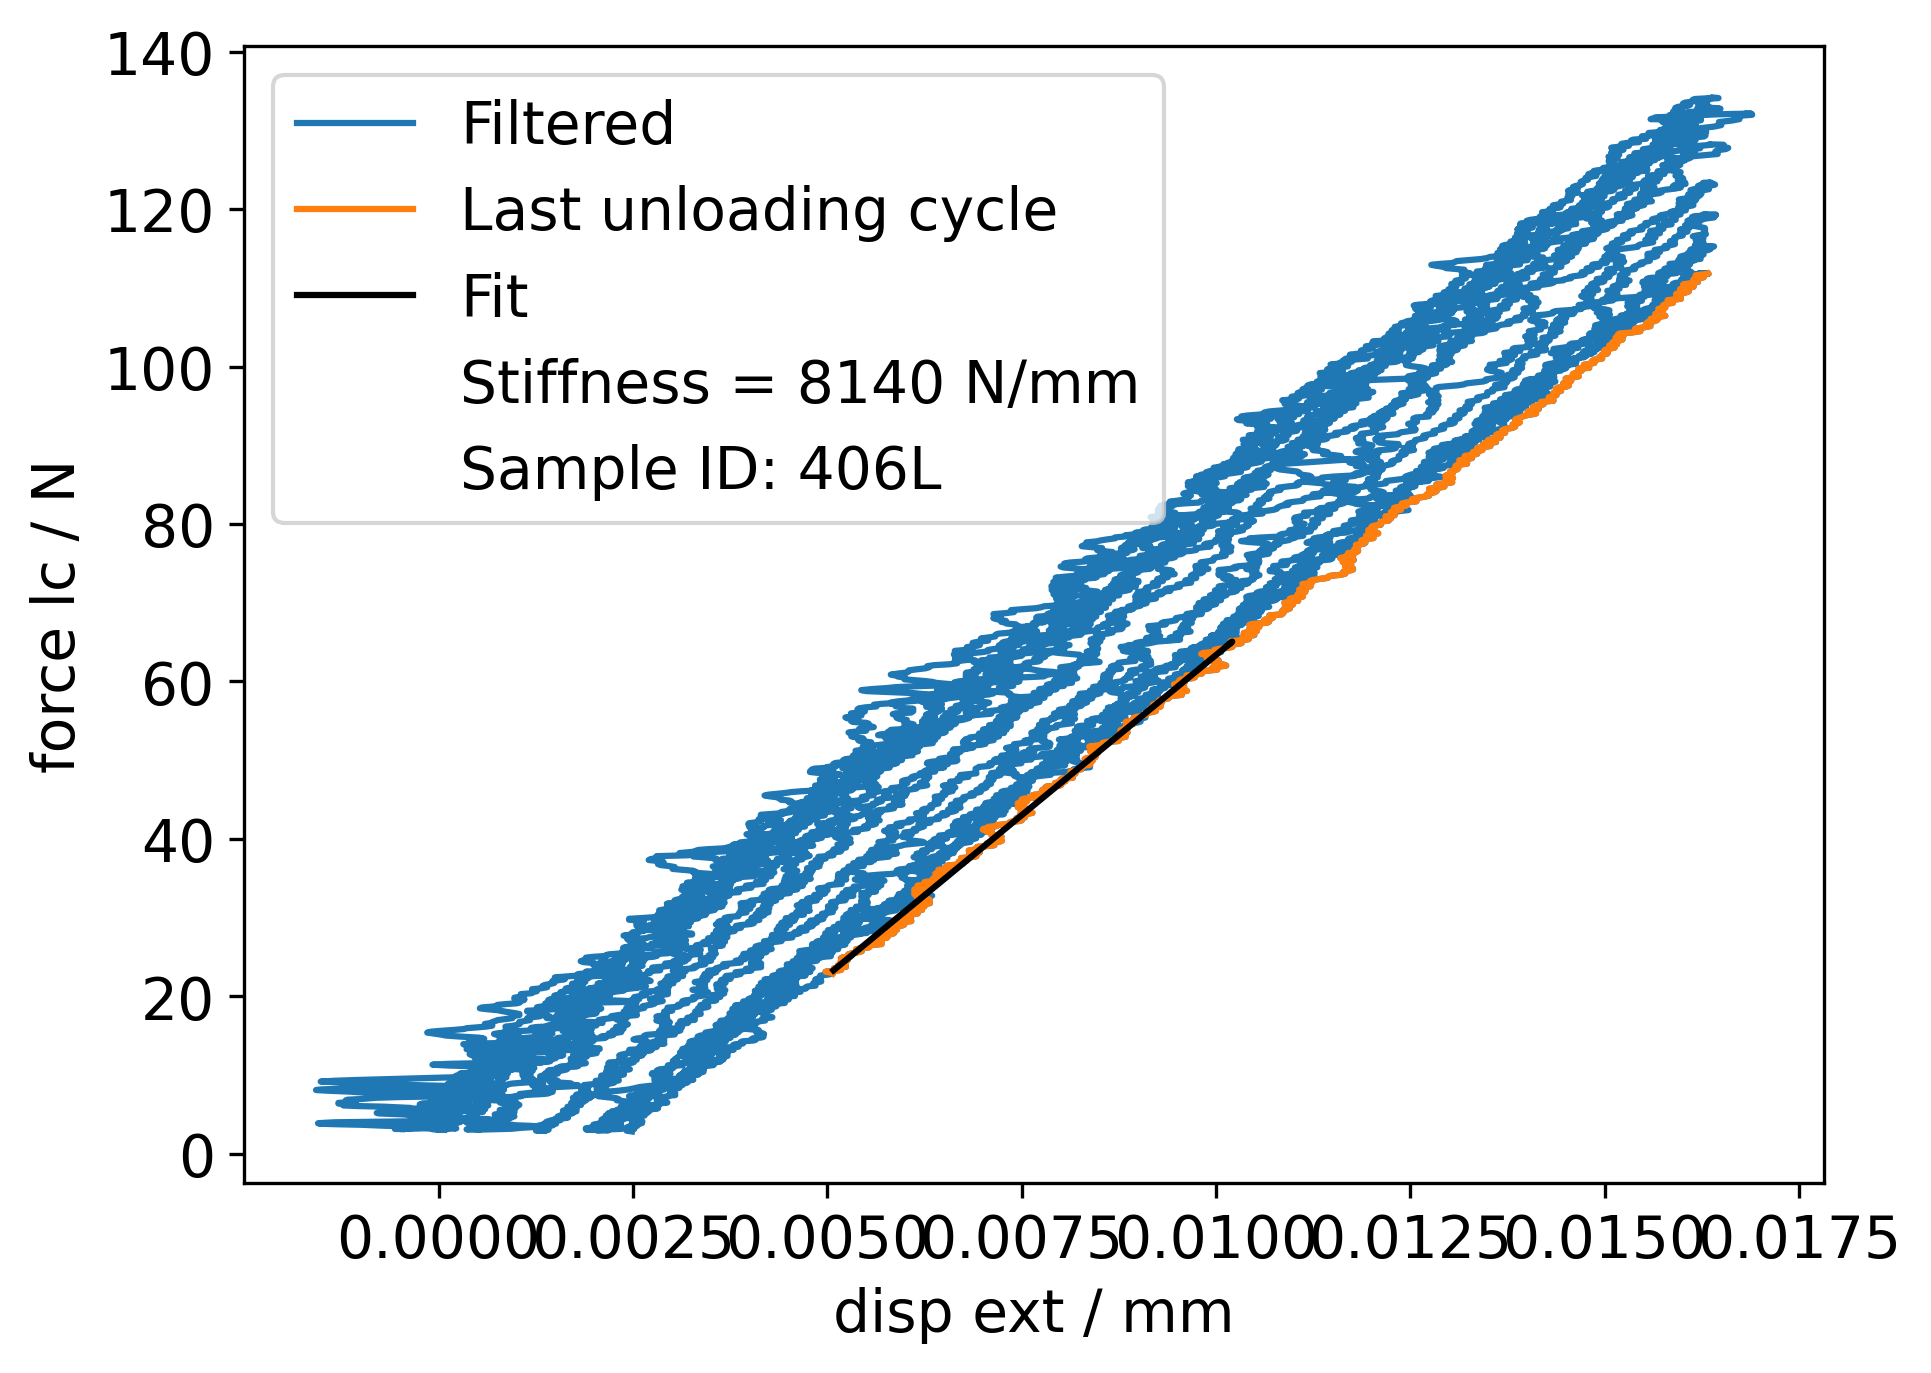 140
120
100
80
60
40
20
0
force lc / N
Filtered
Last unloading cycle
Fit
Stiffness = 8140 N/mm
Sample ID: 406L
0.0000 0.0025 0.0050 0.0075 0.0100 0.0125 0.0150 0.0175
disp ext / mm